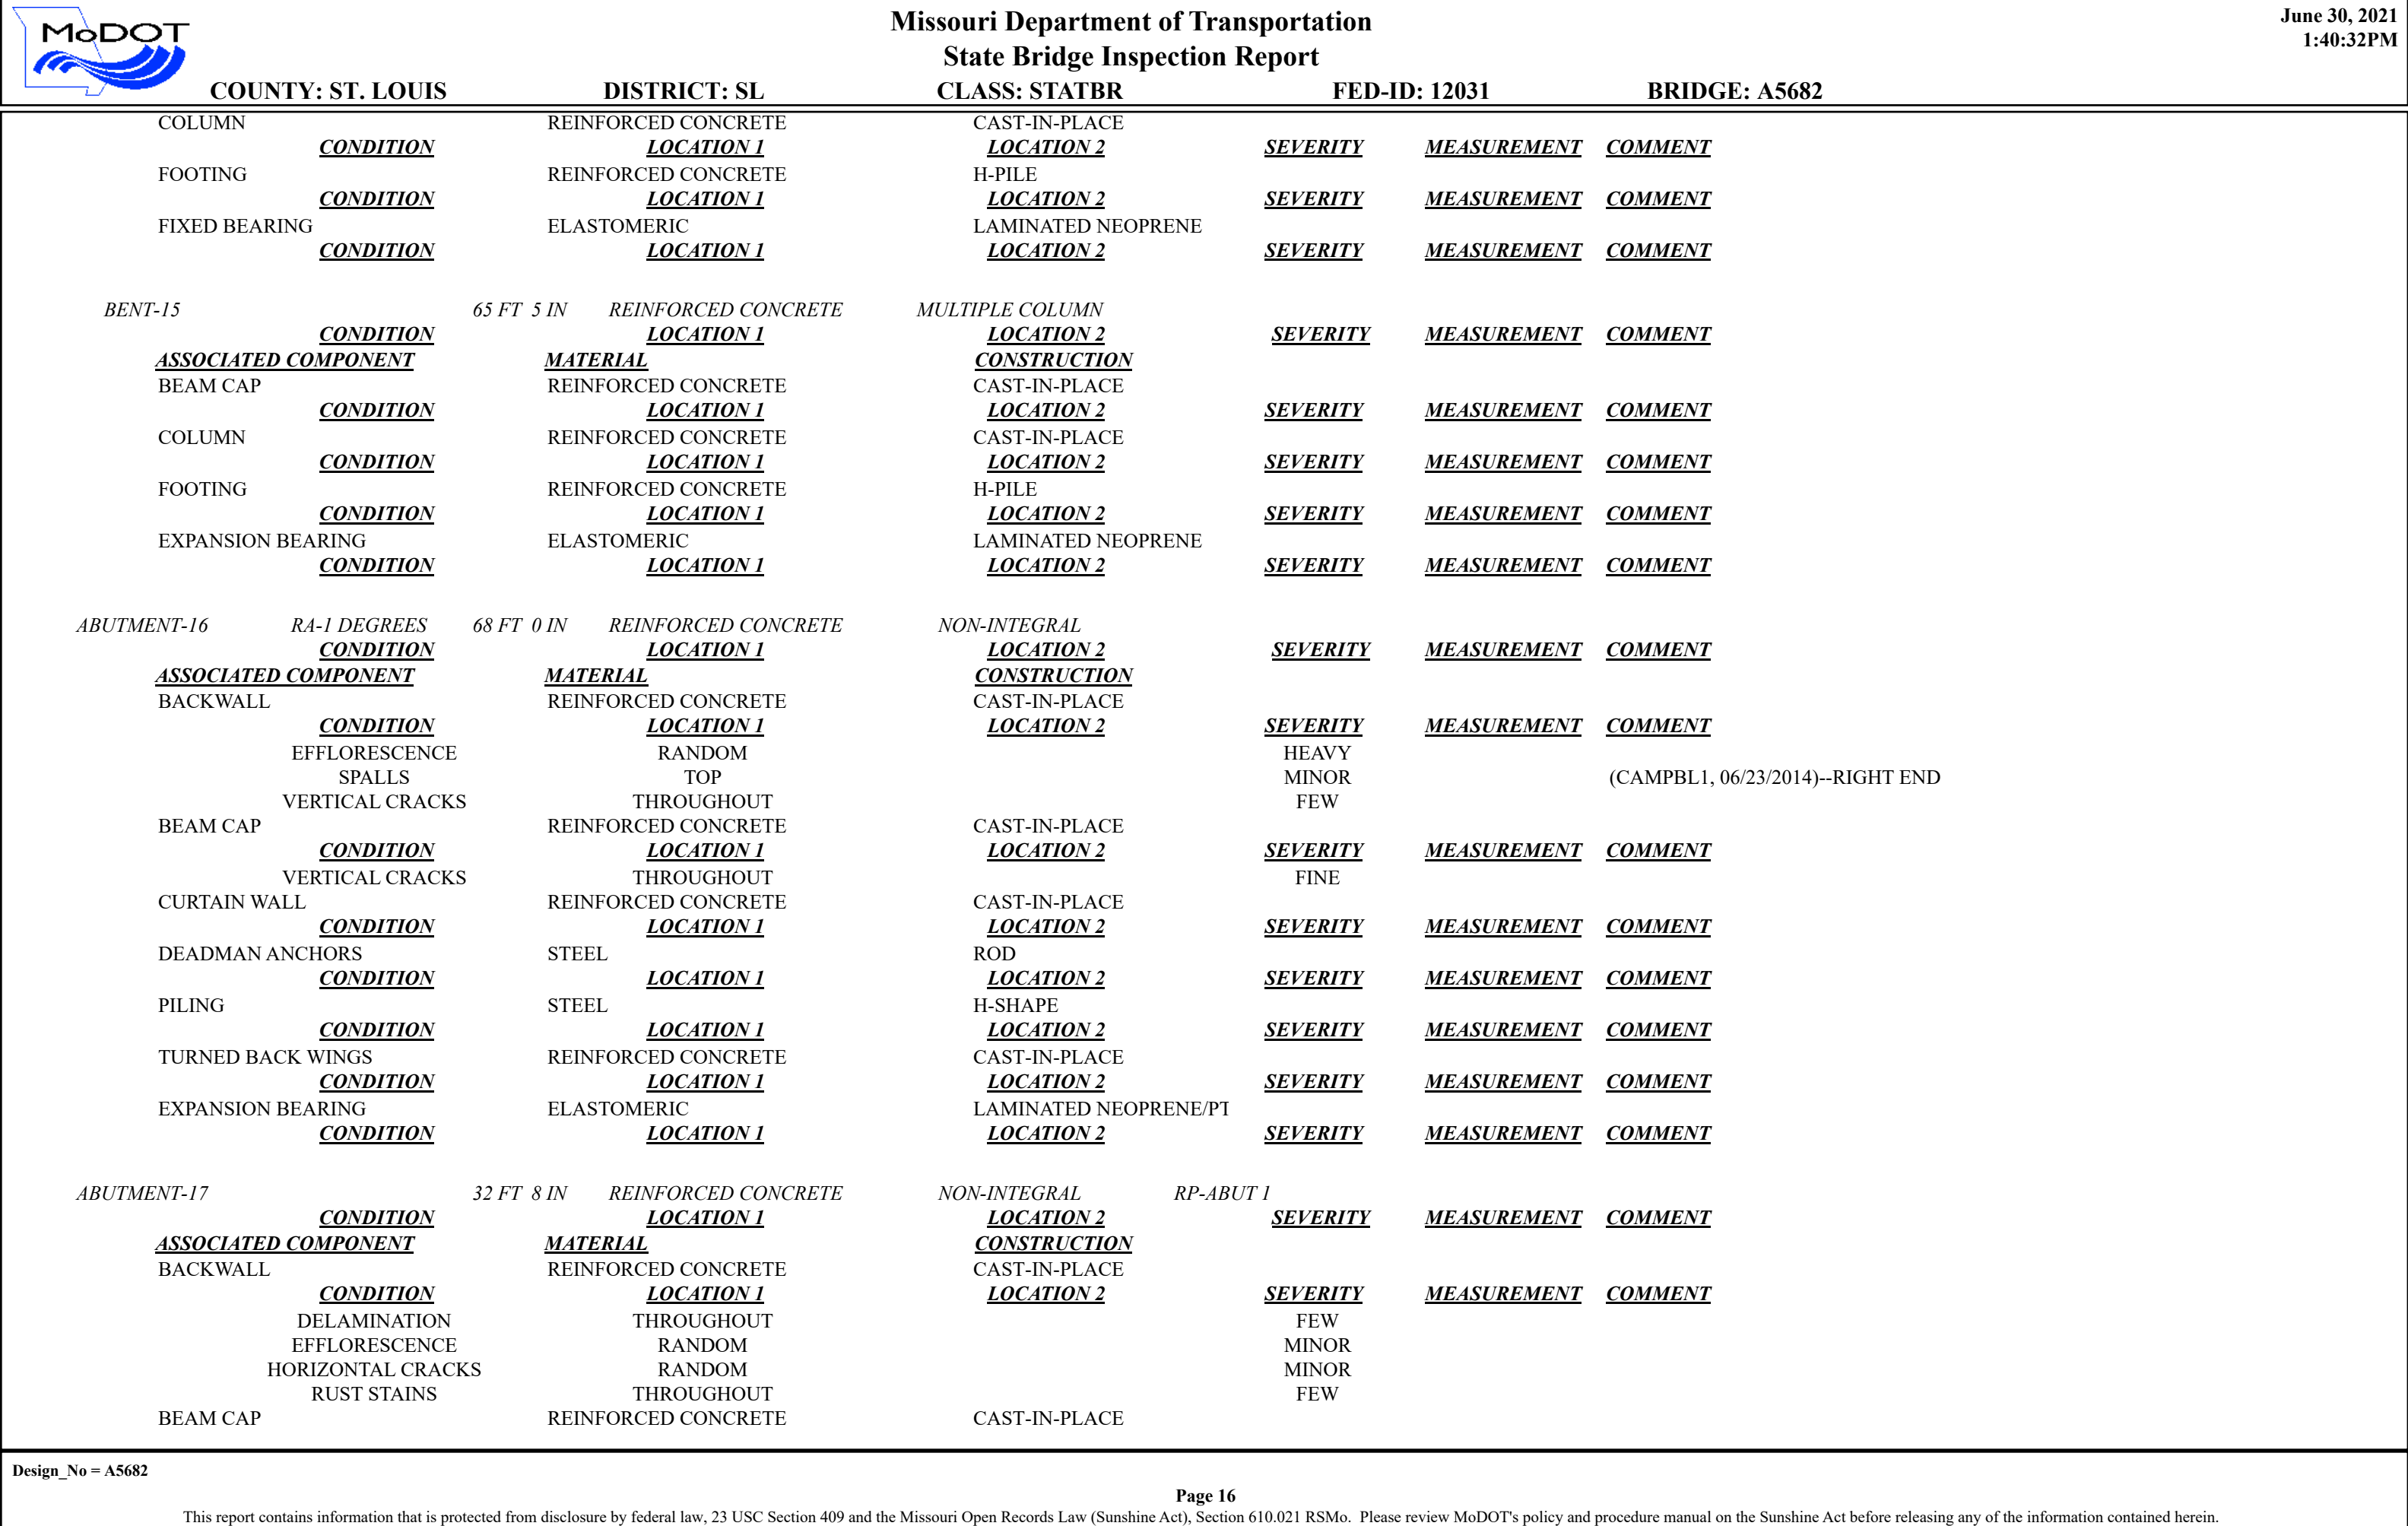 MoDOT
Missouri Department of Transportation
State Bridge Inspection Report
June 30, 2021
1:40:32PM
COUNTY: ST. LOUIS DISTRICT: SL CLASS: STATBR FED-ID: 12031 BRIDGE: A5682
COLUMN REINFORCED CONCRETE CAST-IN-PLACE
CONDITION LOCATION 1 LOCATION 2 SEVERITY MEASUREMENT COMMENT
FOOTING REINFORCED CONCRETE H-PILE
CONDITION LOCATION 1 LOCATION 2 SEVERITY MEASUREMENT COMMENT
FIXED BEARING ELASTOMERIC LAMINATED NEOPRENE
CONDITION LOCATION 1 LOCATION 2 SEVERITY MEASUREMENT COMMENT
BENT-15 65 FT 5 IN REINFORCED CONCRETE MULTIPLE COLUMN
CONDITION LOCATION 1 LOCATION 2 SEVERITY MEASUREMENT COMMENT
ASSOCIATED COMPONENT MATERIAL CONSTRUCTION
BEAM CAP REINFORCED CONCRETE CAST-IN-PLACE
CONDITION LOCATION 1 LOCATION 2 SEVERITY MEASUREMENT COMMENT
COLUMN REINFORCED CONCRETE CAST-IN-PLACE
CONDITION LOCATION 1 LOCATION 2 SEVERITY MEASUREMENT COMMENT
FOOTING REINFORCED CONCRETE H-PILE
CONDITION LOCATION 1 LOCATION 2 SEVERITY MEASUREMENT COMMENT
EXPANSION BEARING ELASTOMERIC LAMINATED NEOPRENE
CONDITION LOCATION 1 LOCATION 2 SEVERITY MEASUREMENT COMMENT
ABUTMENT-16 RA-1 DEGREES 68 FT 0 IN REINFORCED CONCRETE NON-INTEGRAL
CONDITION LOCATION 1 LOCATION 2 SEVERITY MEASUREMENT COMMENT
ASSOCIATED COMPONENT MATERIAL CONSTRUCTION
BACKWALL REINFORCED CONCRETE CAST-IN-PLACE
CONDITION LOCATION 1 LOCATION 2 SEVERITY MEASUREMENT COMMENT
EFFLORESCENCE RANDOM HEAVY
SPALLS TOP MINOR (CAMPBL1, 06/23/2014)--RIGHT END
VERTICAL CRACKS THROUGHOUT FEW
BEAM CAP REINFORCED CONCRETE CAST-IN-PLACE
CONDITION LOCATION 1 LOCATION 2 SEVERITY MEASUREMENT COMMENT
VERTICAL CRACKS THROUGHOUT FINE
CURTAIN WALL REINFORCED CONCRETE CAST-IN-PLACE
CONDITION LOCATION 1 LOCATION 2 SEVERITY MEASUREMENT COMMENT
DEADMAN ANCHORS STEEL ROD
CONDITION LOCATION 1 LOCATION 2 SEVERITY MEASUREMENT COMMENT
PILING STEEL H-SHAPE
CONDITION LOCATION 1 LOCATION 2 SEVERITY MEASUREMENT COMMENT
TURNED BACK WINGS REINFORCED CONCRETE CAST-IN-PLACE
CONDITION LOCATION 1 LOCATION 2 SEVERITY MEASUREMENT COMMENT
EXPANSION BEARING ELASTOMERIC LAMINATED NEOPRENE/PT
CONDITION LOCATION 1 LOCATION 2 SEVERITY MEASUREMENT COMMENT
ABUTMENT-17 32 FT 8 IN REINFORCED CONCRETE NON-INTEGRAL RP-ABUT 1
CONDITION LOCATION 1 LOCATION 2 SEVERITY MEASUREMENT COMMENT
ASSOCIATED COMPONENT MATERIAL CONSTRUCTION
BACKWALL REINFORCED CONCRETE CAST-IN-PLACE
CONDITION LOCATION 1 LOCATION 2 SEVERITY MEASUREMENT COMMENT
DELAMINATION THROUGHOUT FEW
EFFLORESCENCE RANDOM MINOR
HORIZONTAL CRACKS RANDOM MINOR
RUST STAINS THROUGHOUT FEW
BEAM CAP REINFORCED CONCRETE CAST-IN-PLACE
Design_No = A5682
Page 16
This report contains information that is protected from disclosure by federal law, 23 USC Section 409 and the Missouri Open Records Law (Sunshine Act), Section 610.021 RSMo. Please review MoDOT's policy and procedure manual on the Sunshine Act before releasing any of the information contained herein.